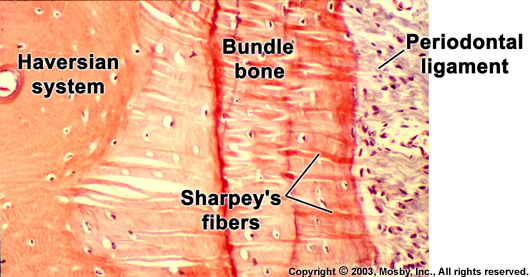 Haversian
system
Bundle
bone
Periodontal
ligament
Sharpey's
fibers
Copyright © 2003, Mosby, Inc., All rights reserved.